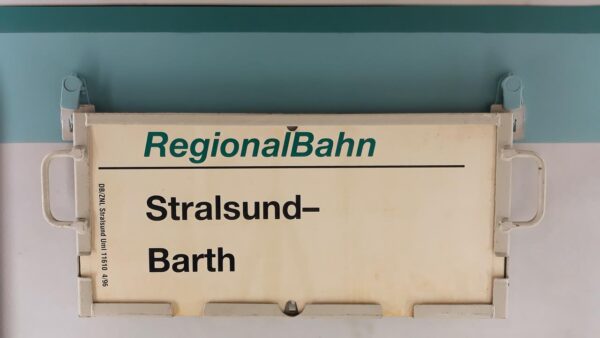 RegionalBahn
Stralsund–
Barth
DB/ZNL Stralsund Uml 11610 4/96